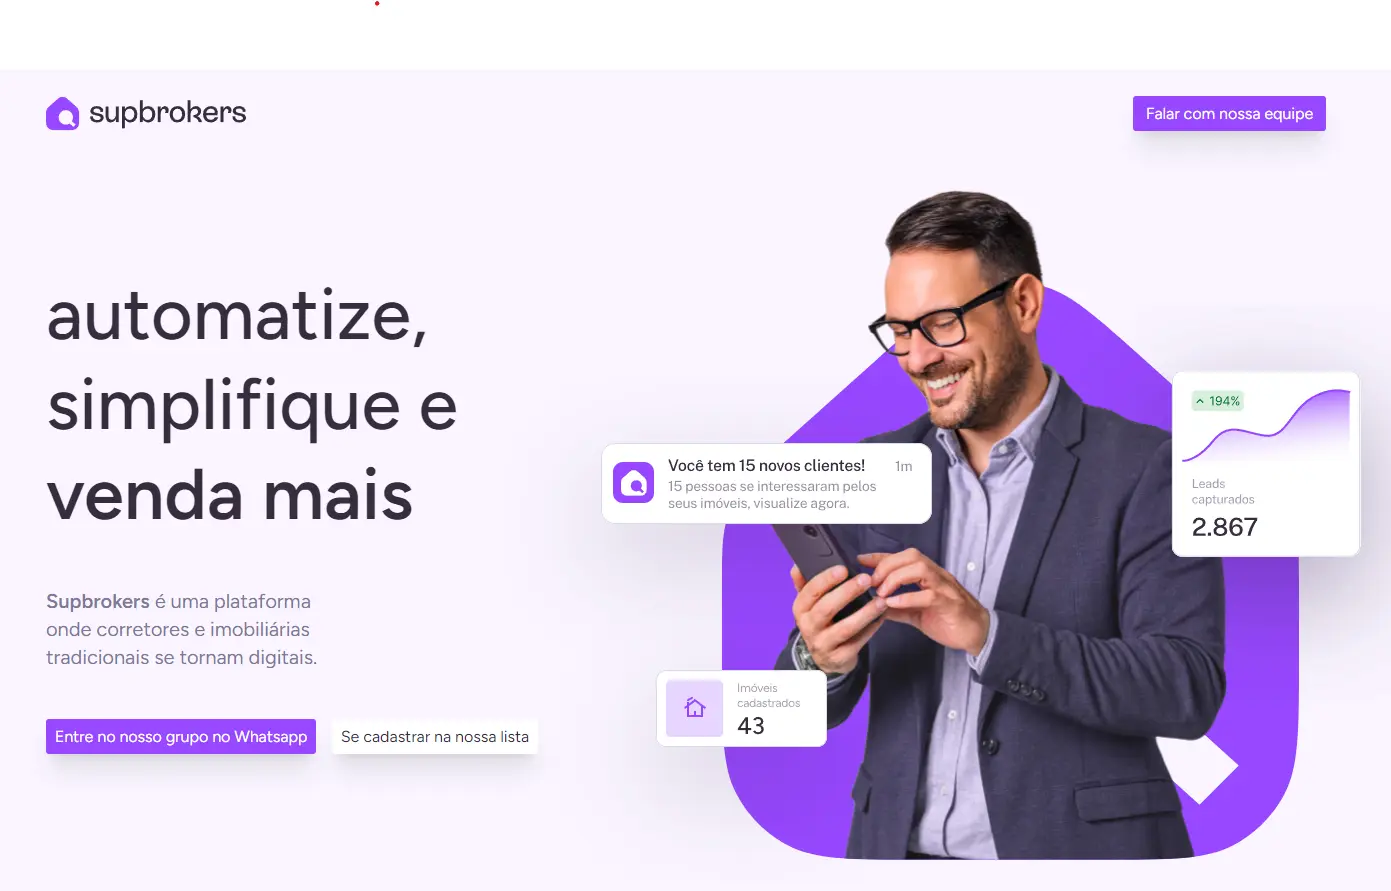 supbrokers
Falar com nossa equipe
automatize,
simplifique e
venda mais
Supbrokers é uma plataforma
onde corretores e imobiliárias
tradicionais se tornam digitais.
Entre no nosso grupo no Whatsapp
Se cadastrar na nossa lista
Você tem 15 novos clientes!
1m
15 pessoas se interessaram pelos
seus imóveis, visualize agora.
194%
Leads
capturados
2.867
Imóveis
cadastrados
43